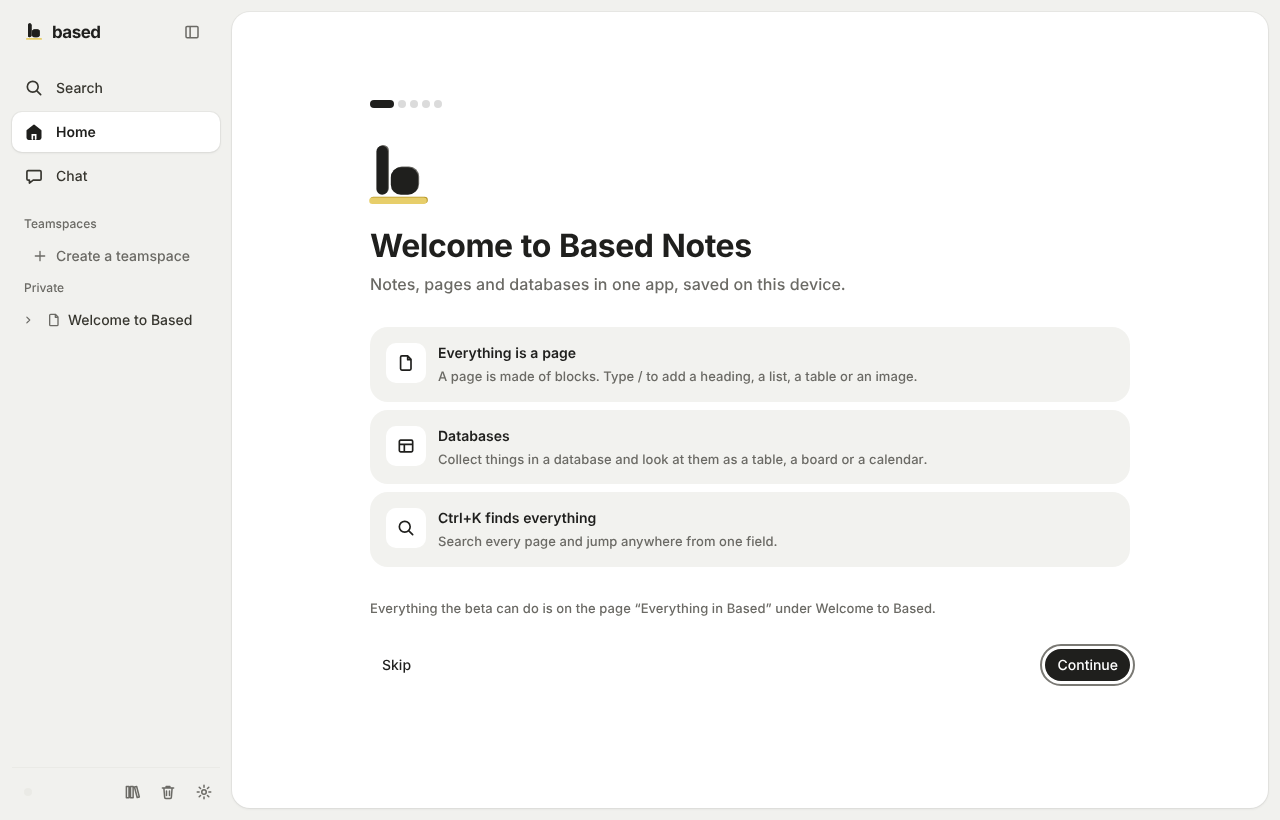 based
Search
Home
Chat
Teamspaces
Create a teamspace
Private
Welcome to Based
Welcome to Based Notes
Notes, pages and databases in one app, saved on this device.
Everything is a page
A page is made of blocks. Type / to add a heading, a list, a table or an image.
Databases
Collect things in a database and look at them as a table, a board or a calendar.
Ctrl+K finds everything
Search every page and jump anywhere from one field.
Everything the beta can do is on the page “Everything in Based” under Welcome to Based.
Skip
Continue